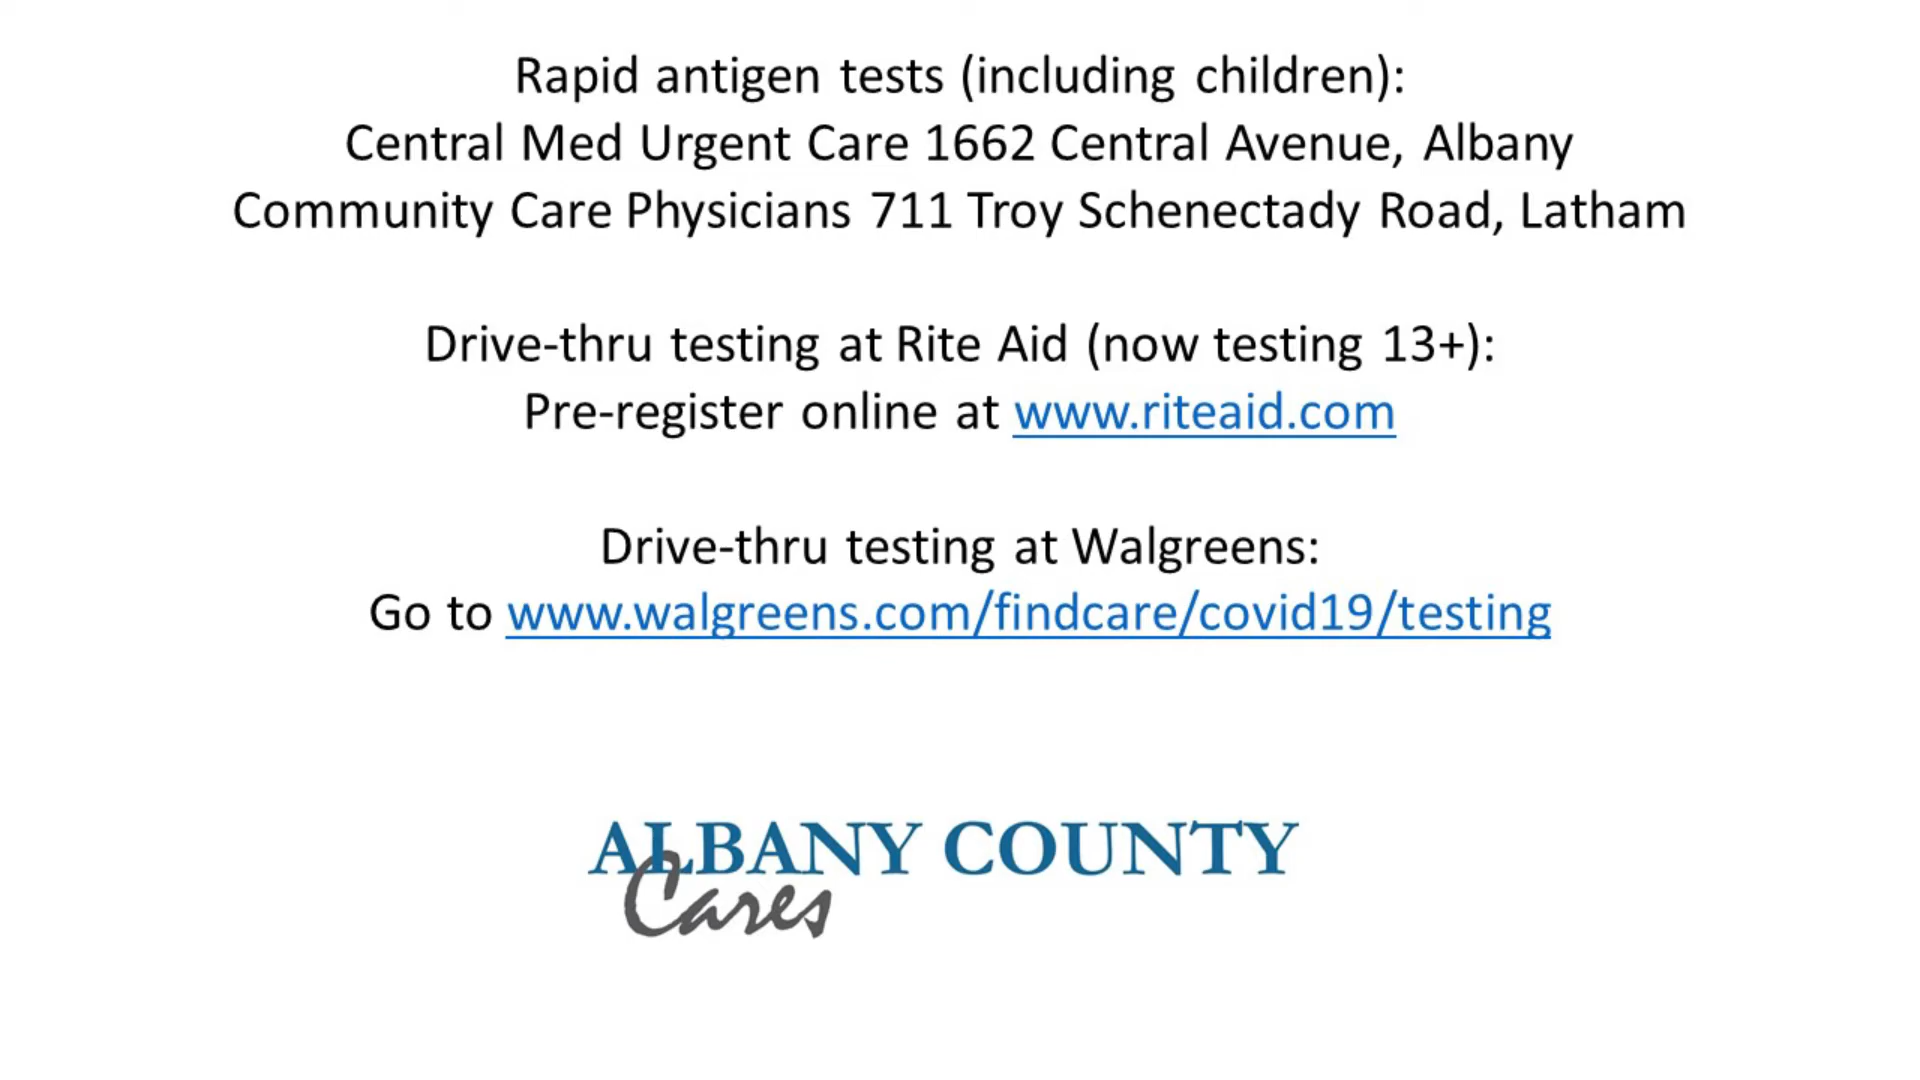 Rapid antigen tests (including children):
Central Med Urgent Care 1662 Central Avenue, Albany
Community Care Physicians 711 Troy Schenectady Road, Latham
Drive-thru testing at Rite Aid (now testing 13+):
Pre-register online at www.riteaid.com
Drive-thru testing at Walgreens:
Go to www.walgreens.com/findcare/covid19/testing
ALBANY COUNTY
Cares